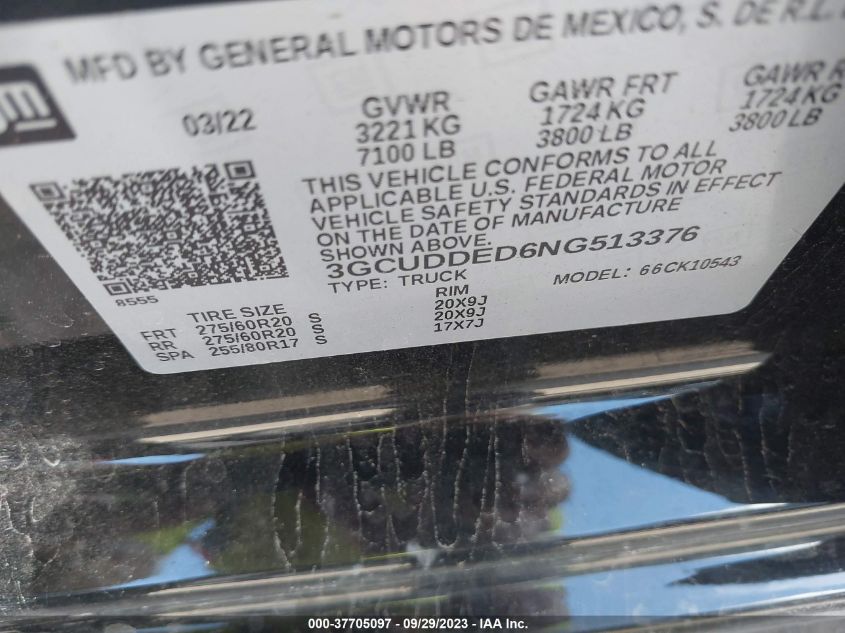 MFD BY GENERAL MOTORS DE MEXICO, S. DE R.L.
GM
03/22
GVWR
3221 KG
7100 LB
GAWR FRT
1724 KG
3800 LB
GAWR R
1724 KG
3800 LB
THIS VEHICLE CONFORMS TO ALL
APPLICABLE U.S. FEDERAL MOTOR
VEHICLE SAFETY STANDARDS IN EFFECT
ON THE DATE OF MANUFACTURE
SHOWN ABOVE.
3GCUDDED6NG513376
TYPE: TRUCK MODEL: 66CK10543
8555
TIRE SIZE RIM
FRT 275/60R20 S 20X9J
RR 275/60R20 S 20X9J
SPA 255/80R17 S 17X7J
000-37705097 - 09/29/2023 - IAA Inc.